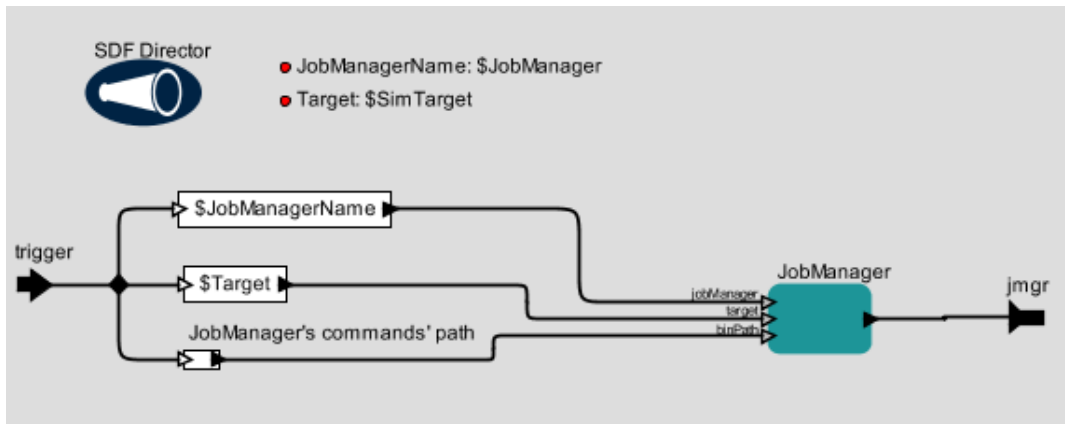 SDF Director
JobManagerName: $JobManager
Target: $SimTarget
$JobManagerName
trigger
$Target
JobManager
jobManager
target
binPath
jmgr
JobManager's commands' path